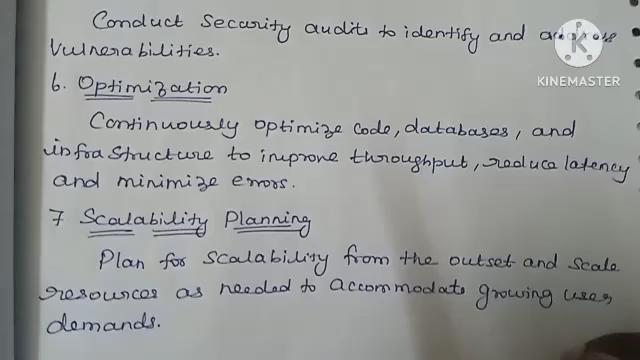 Conduct Security audits to identify and address
vulnerabilities.
KINEMASTER
6. Optimization
Continuously optimize code, databases, and
infrastructure to improve throughput, reduce latency
and minimize errors.
7 Scalability Planning
Plan for scalability from the outset and scale
resources as needed to accommodate growing user
demands.